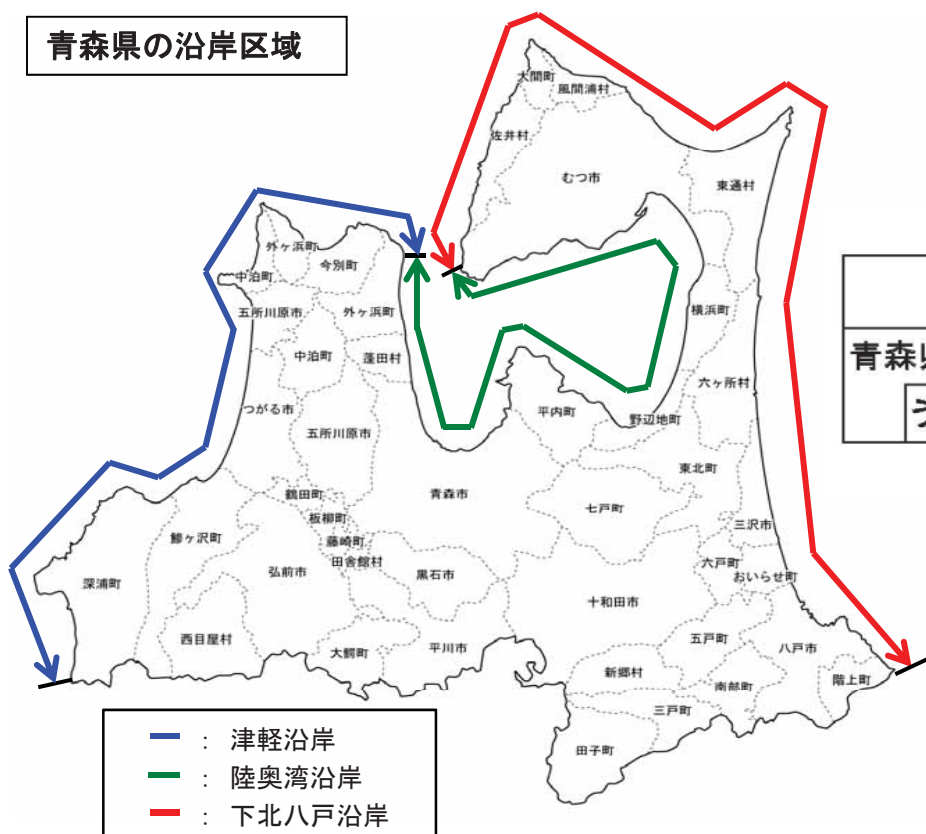 青森県の沿岸区域
大間町
風間浦村
佐井村
むつ市
東通村
外ヶ浜町
今別町
中泊町
五所川原市
外ヶ浜町
横浜町
中泊町
蓬田村
六ヶ所村
青森
つがる市
平内町
野辺地町
五所川原市
東北町
青森市
鶴田町
七戸町
板柳町
三沢市
鰺ヶ沢町
藤崎町
六戸町
田舎館村
おいらせ町
深浦町
弘前市
黒石市
十和田市
西目屋村
大鰐町
平川市
五戸町
八戸市
新郷村
南部町
階上町
三戸町
田子町
: 津軽沿岸
: 陸奥湾沿岸
: 下北八戸沿岸